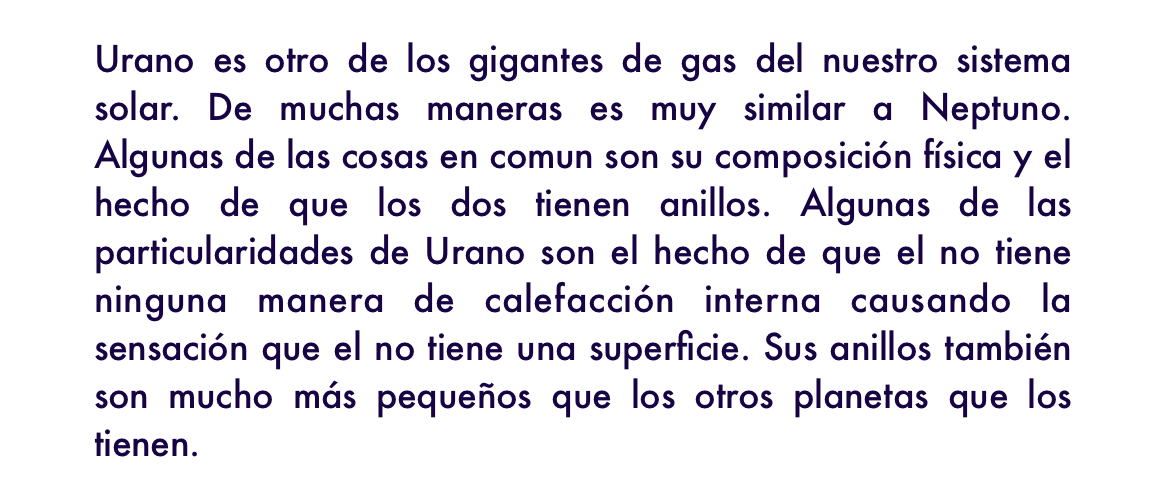 Urano es otro de los gigantes de gas del nuestro sistema
solar. De muchas maneras es muy similar a Neptuno.
Algunas de las cosas en comun son su composición física y el
hecho de que los dos tienen anillos. Algunas de las
particularidades de Urano son el hecho de que el no tiene
ninguna manera de calefacción interna causando la
sensación que el no tiene una superficie. Sus anillos también
son mucho más pequeños que los otros planetas que los
tienen.